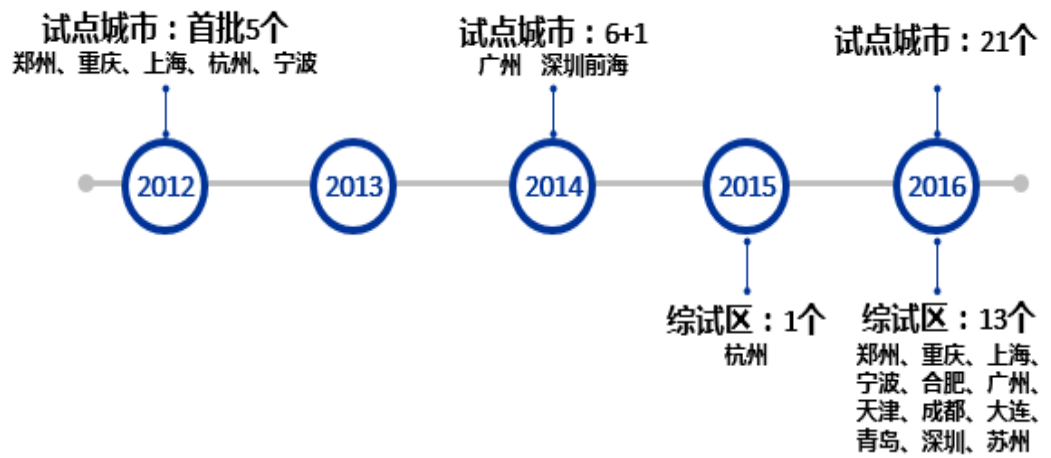 试点城市：首批5个
郑州、重庆、上海、杭州、宁波
试点城市：6+1
广州 深圳前海
试点城市：21个
2012
2013
2014
2015
2016
综试区：1个
杭州
综试区：13个
郑州、重庆、上海、
宁波、合肥、广州、
天津、成都、大连、
青岛、深圳、苏州